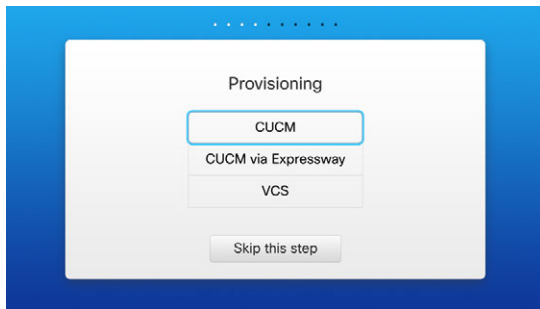 Provisioning
CUCM
CUCM via Expressway
VCS
Skip this step